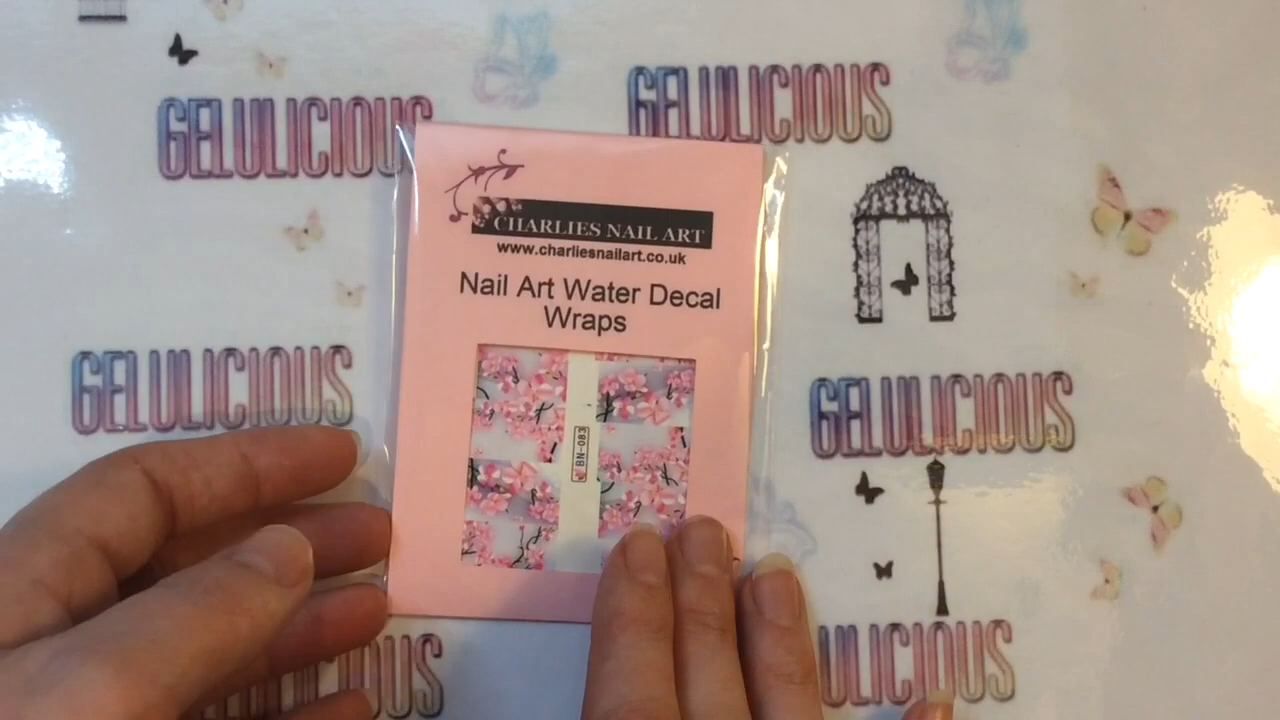 GELULICIOUS
GELULICIOUS
CHARLIES NAIL ART
www.charliesnailart.co.uk
Nail Art Water Decal
Wraps
BN-083
GELULICIOUS
GELULICIOUS
ULICIOUS